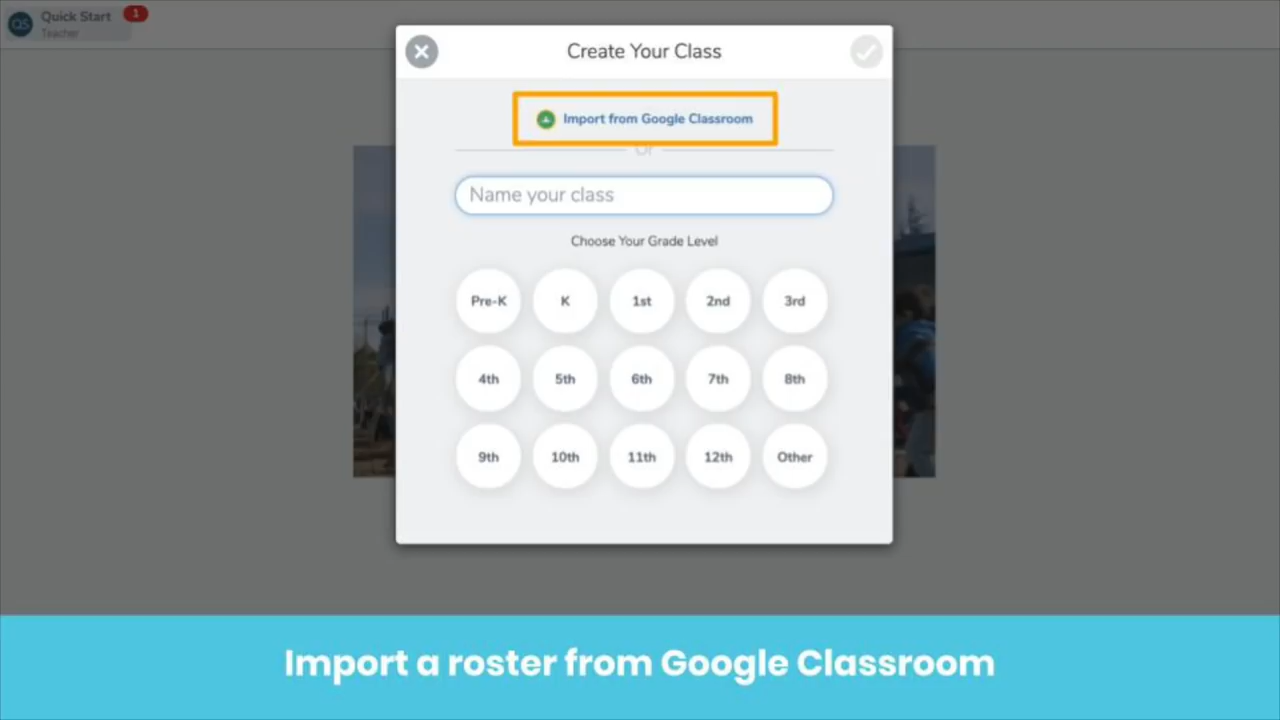 QS
Quick Start
1
Teacher
Create Your Class
Import from Google Classroom
Or
Name your class
Choose Your Grade Level
Pre-K K 1st 2nd 3rd
4th 5th 6th 7th 8th
9th 10th 11th 12th Other
Import a roster from Google Classroom